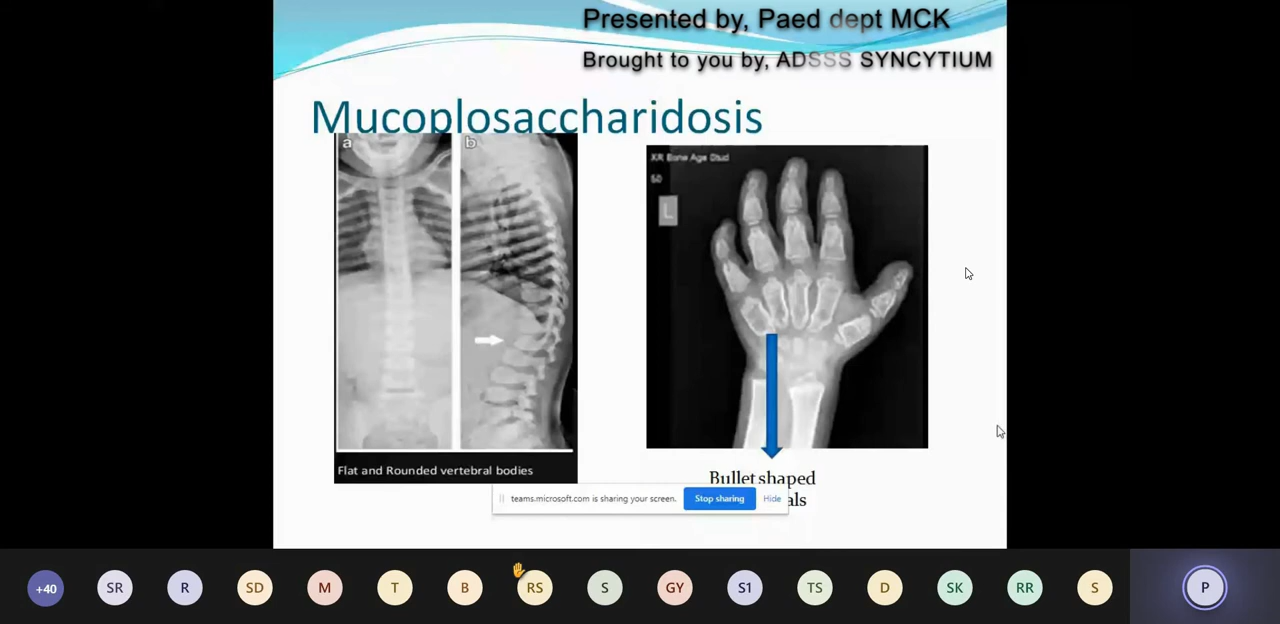 Presented by, Paed dept MCK
Brought to you by, ADSSS SYNCYTIUM
Mucoplosaccharidosis
a
b
Flat and Rounded vertebral bodies
XR Bone Age Stud
50
L
Bullet shaped
als
teams.microsoft.com is sharing your screen.
Stop sharing
Hide
+40
SR
R
SD
M
T
B
RS
S
GY
S1
TS
D
SK
RR
S
P